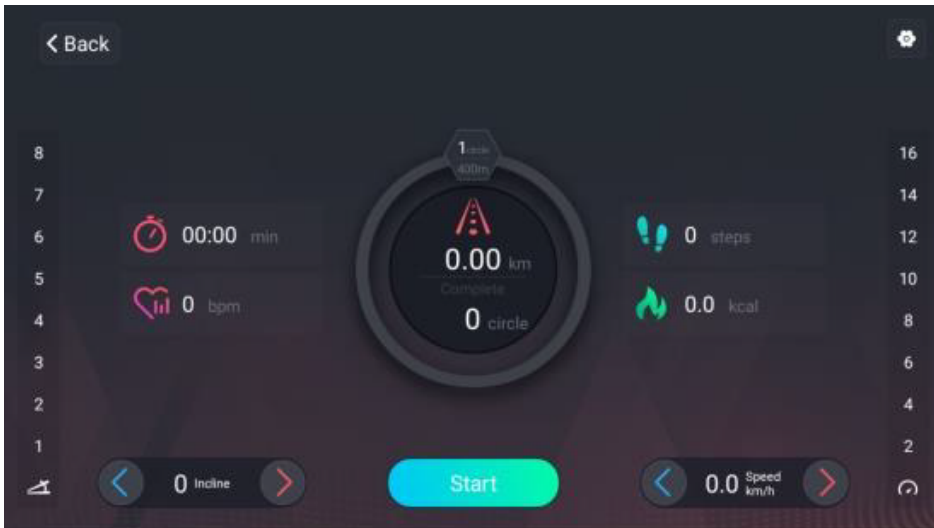 Back
8
7
6
5
4
3
2
1
00:00 min
0 bpm
1 circle
400m
0.00 km
Complete
0 circle
0 steps
0.0 kcal
16
14
12
10
8
6
4
2
0 Incline
Start
0.0 Speed
km/h